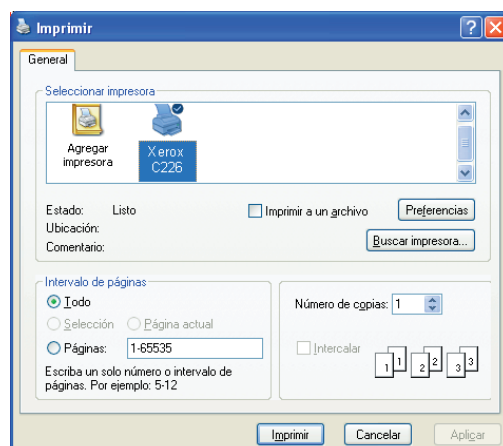 Imprimir
General
Seleccionar impresora
Agregar
impresora
Xerox
C226
Estado: Listo
Ubicación:
Comentario:
Imprimir a un archivo
Preferencias
Buscar impresora...
Intervalo de páginas
Todo
Selección Página actual
Páginas: 1-65535
Escriba un solo número o intervalo de
páginas. Por ejemplo: 5-12
Número de copias: 1
Intercalar
1 1 2 2 3 3
Imprimir Cancelar Aplicar